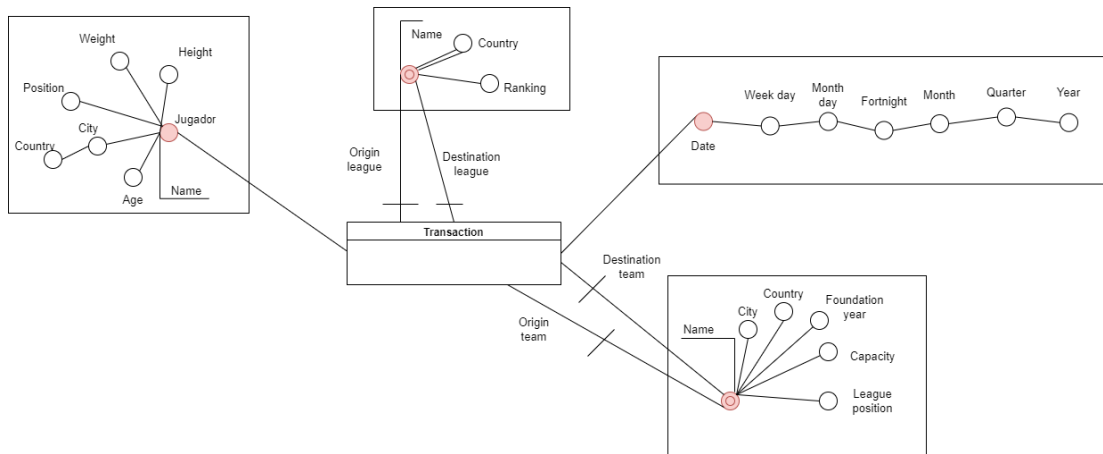 Weight
Height
Position
Jugador
City
Country
Age
Name
Name
Country
Ranking
Origin
league
Destination
league
Week day
Month
day
Fortnight
Month
Quarter
Year
Date
Transaction
Destination
team
Origin
team
Name
City
Country
Foundation
year
Capacity
League
position